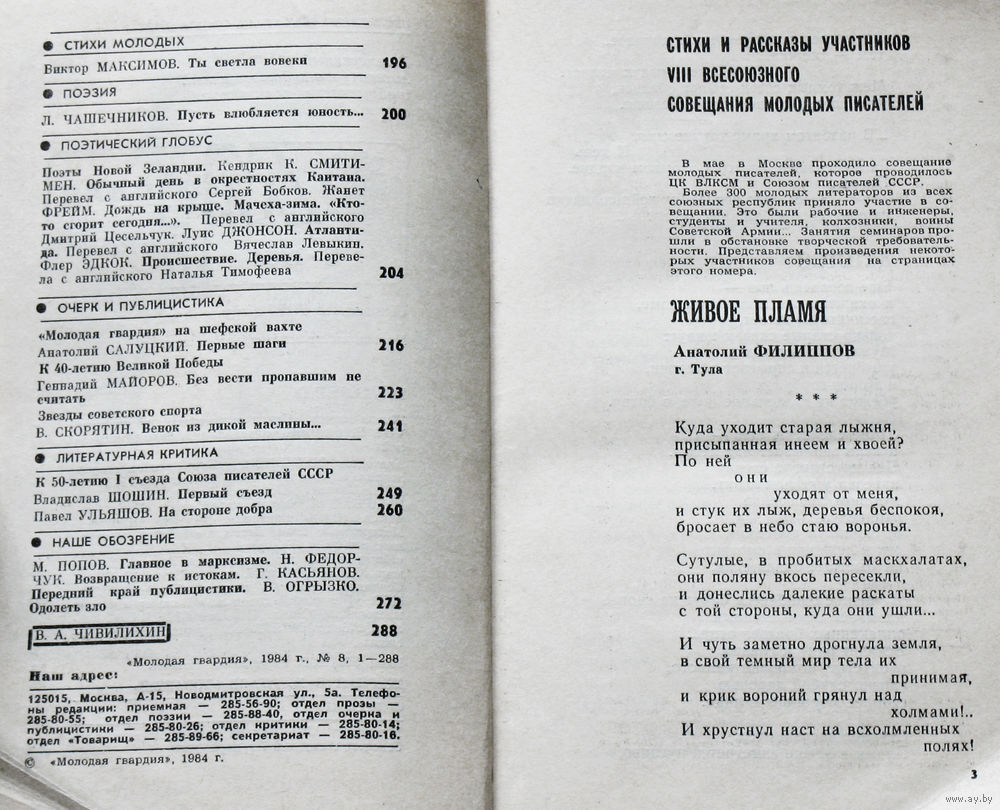 ● СТИХИ МОЛОДЫХ
Виктор МАКСИМОВ. Ты светла вовеки 196
● ПОЭЗИЯ
Л. ЧАШЕЧНИКОВ. Пусть влюбляется юность... 200
● ПОЭТИЧЕСКИЙ ГЛОБУС
Поэты Новой Зеландии. Кендрик К. СМИТИ-
МЕН. Обычный день в окрестностях Каитана.
Перевел с английского Сергей Бобков. Жанет
ФРЕЙМ. Дождь на крыше. Мачеха-зима. «Кто-
то сгорит сегодня...». Перевел с английского
Дмитрий Цесельчук. Луис ДЖОНСОН. Атланти-
да. Перевел с английского Вячеслав Левыкин.
Флер ЭДКОК. Происшествие. Деревья. Переве-
ла с английского Наталья Тимофеева 204
● ОЧЕРК И ПУБЛИЦИСТИКА
«Молодая гвардия» на шефской вахте
Анатолий САЛУЦКИЙ. Первые шаги 216
К 40-летию Великой Победы
Геннадий МАЙОРОВ. Без вести пропавшим не
считать 223
Звезды советского спорта
В. СКОРЯТИН. Венок из дикой маслины... 241
● ЛИТЕРАТУРНАЯ КРИТИКА
К 50-летию I съезда Союза писателей СССР
Владислав ШОШИН. Первый съезд 249
Павел УЛЬЯШОВ. На стороне добра 260
● НАШЕ ОБОЗРЕНИЕ
М. ПОПОВ. Главное в марксизме. Н. ФЕДОР-
ЧУК. Возвращение к истокам. Г. КАСЬЯНОВ.
Передний край публицистики. В. ОГРЫЗКО.
Одолеть зло 272
В. А. ЧИВИЛИХИН 288
«Молодая гвардия», 1984 г., № 8, 1—288
Наш адрес:
125015, Москва, А-15, Новодмитровская ул., 5а. Телефо-
ны редакции: приемная — 285-56-90; отдел прозы —
285-80-55; отдел поэзии — 285-88-40, отдел очерка и
публицистики — 285-80-26; отдел критики — 285-80-14;
отдел «Товарищ» — 285-89-66; секретариат — 285-80-16.
© «Молодая гвардия», 1984 г.
СТИХИ И РАССКАЗЫ УЧАСТНИКОВ
VIII ВСЕСОЮЗНОГО
СОВЕЩАНИЯ МОЛОДЫХ ПИСАТЕЛЕЙ
В мае в Москве проходило совещание
молодых писателей, которое проводилось
ЦК ВЛКСМ и Союзом писателей СССР.
Более 300 молодых литераторов из всех
союзных республик приняло участие в со-
вещании. Это были рабочие и инженеры,
студенты и учителя, колхозники, воины
Советской Армии... Занятия семинаров про-
шли в обстановке творческой требователь-
ности. Представляем произведения некото-
рых участников совещания на страницах
этого номера.
ЖИВОЕ ПЛАМЯ
Анатолий ФИЛИППОВ
г. Тула
* * *
Куда уходит старая лыжня,
присыпанная инеем и хвоей?
По ней
они
уходят от меня,
и стук их лыж, деревья беспокоя,
бросает в небо стаю воронья.
Сутулые, в пробитых маскхалатах,
они поляну вкось пересекли,
и донеслись далекие раскаты
с той стороны, куда они ушли...
И чуть заметно дрогнула земля,
в свой темный мир тела их
принимая,
и крик вороний грянул над
холмами!..
И хрустнул наст на всхолмленных
полях!
3
www.ay.by